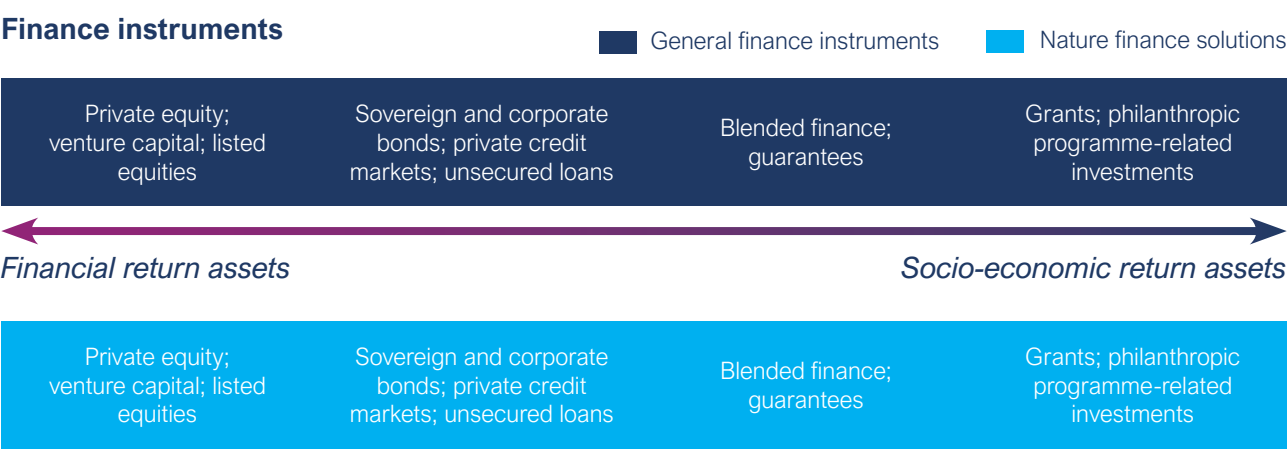 Finance instruments
General finance instruments
Nature finance solutions
Private equity;
venture capital; listed
equities
Sovereign and corporate
bonds; private credit
markets; unsecured loans
Blended finance;
guarantees
Grants; philanthropic
programme-related
investments
Financial return assets
Socio-economic return assets
Private equity;
venture capital; listed
equities
Sovereign and corporate
bonds; private credit
markets; unsecured loans
Blended finance;
guarantees
Grants; philanthropic
programme-related
investments